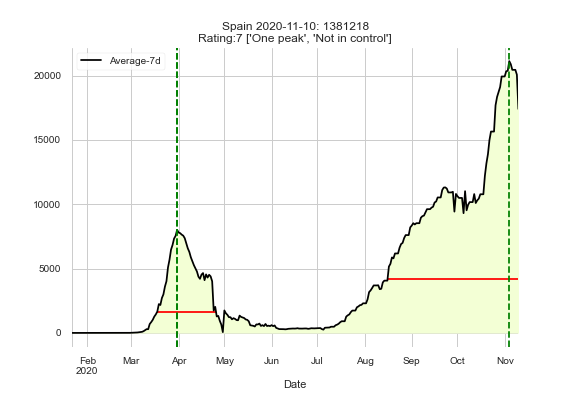 Spain 2020-11-10: 1381218
Rating:7 ['One peak', 'Not in control']
Average-7d
20000
15000
10000
5000
0
Feb Mar Apr May Jun Jul Aug Sep Oct Nov
2020
Date